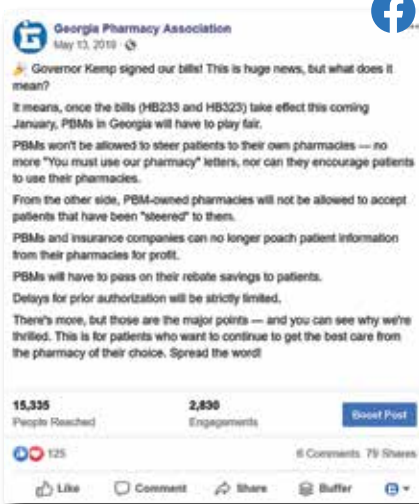 Georgia Pharmacy Association
May 13, 2019 ·
Governor Kemp signed our bills! This is huge news, but what does it
mean?
It means, once the bills (HB233 and HB323) take effect this coming
January, PBMs in Georgia will have to play fair.
PBMs won't be allowed to steer patients to their own pharmacies — no
more "You must use our pharmacy" letters, nor can they encourage patients
to use their pharmacies.
From the other side, PBM-owned pharmacies will not be allowed to accept
patients that have been "steered" to them.
PBMs and insurance companies can no longer poach patient information
from their pharmacies for profit.
PBMs will have to pass on their rebate savings to patients.
Delays for prior authorization will be strictly limited.
There's more, but those are the major points — and you can see why we're
thrilled. This is for patients who want to continue to get the best care from
the pharmacy of their choice. Spread the word!
15,335
People Reached
2,830
Engagements
Boost Post
125
6 Comments 79 Shares
Like
Comment
Share
Buffer